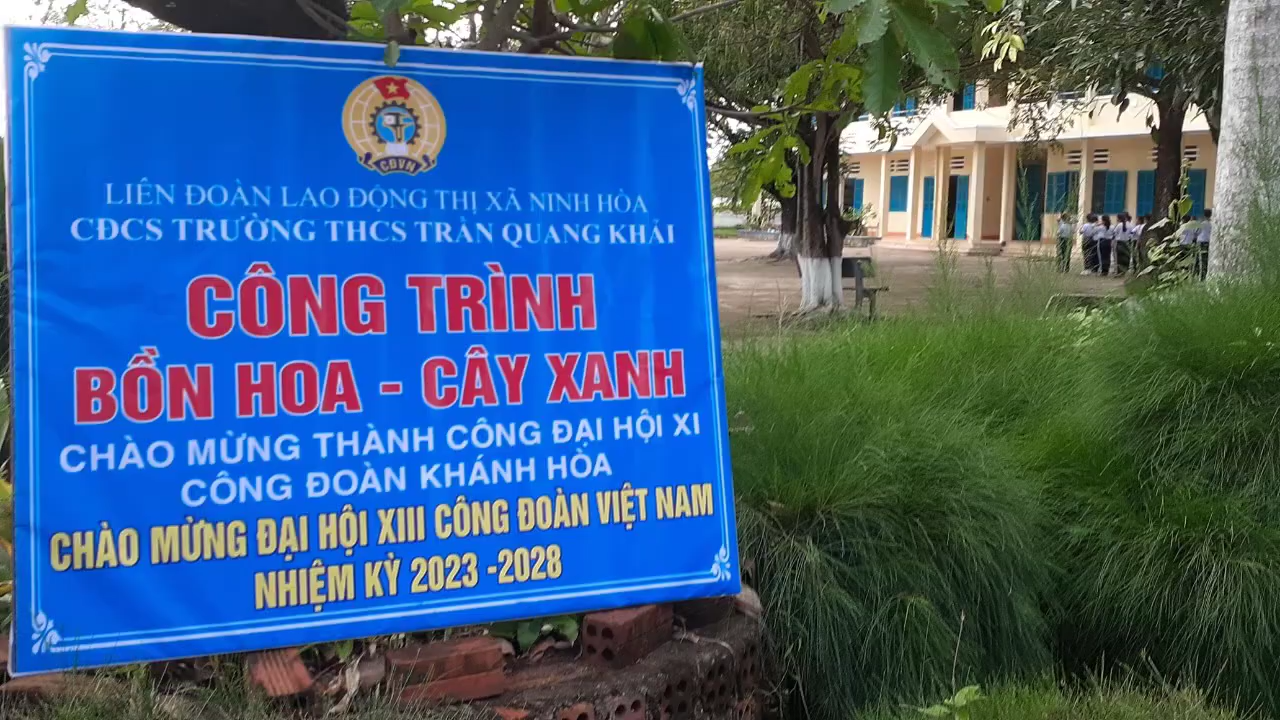 CĐVN
LIÊN ĐOÀN LAO ĐỘNG THỊ XÃ NINH HÒA
CĐCS TRƯỜNG THCS TRẦN QUANG KHẢI
CÔNG TRÌNH
BỒN HOA - CÂY XANH
CHÀO MỪNG THÀNH CÔNG ĐẠI HỘI XI
CÔNG ĐOÀN KHÁNH HÒA
CHÀO MỪNG ĐẠI HỘI XIII CÔNG ĐOÀN VIỆT NAM
NHIỆM KỲ 2023 -2028